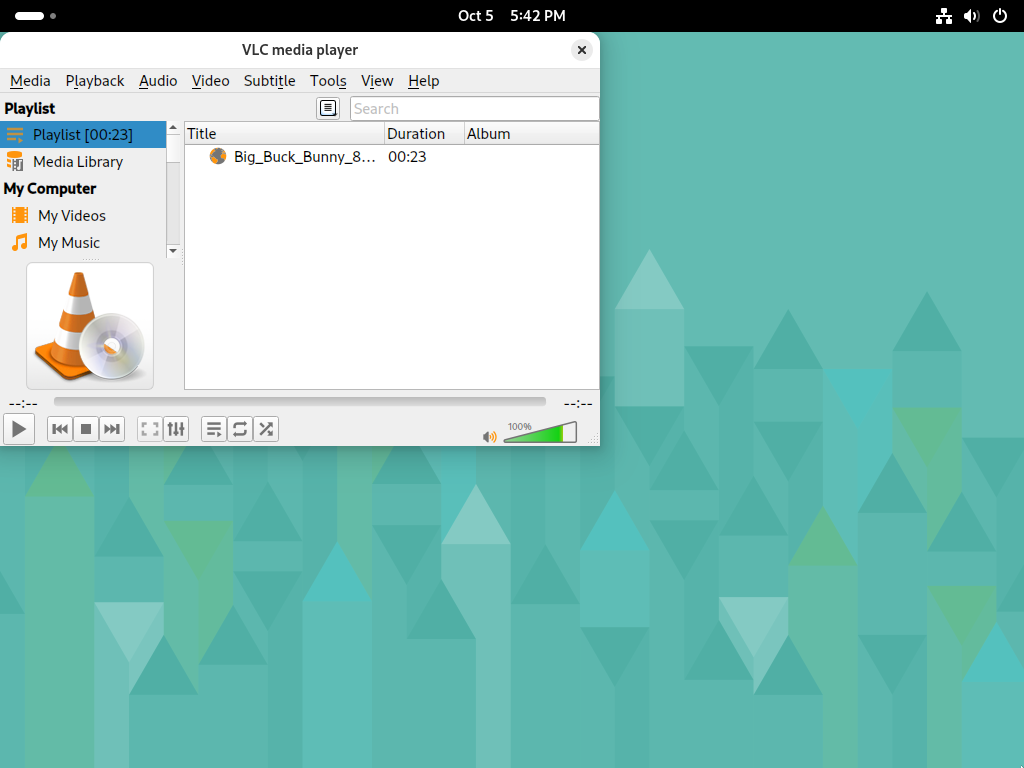 Oct 5 5:42 PM
VLC media player
Media Playback Audio Video Subtitle Tools View Help
Playlist
Search
Playlist [00:23]
Media Library
My Computer
My Videos
My Music
Title Duration Album
Big_Buck_Bunny_8... 00:23
--:-- --:--
100%